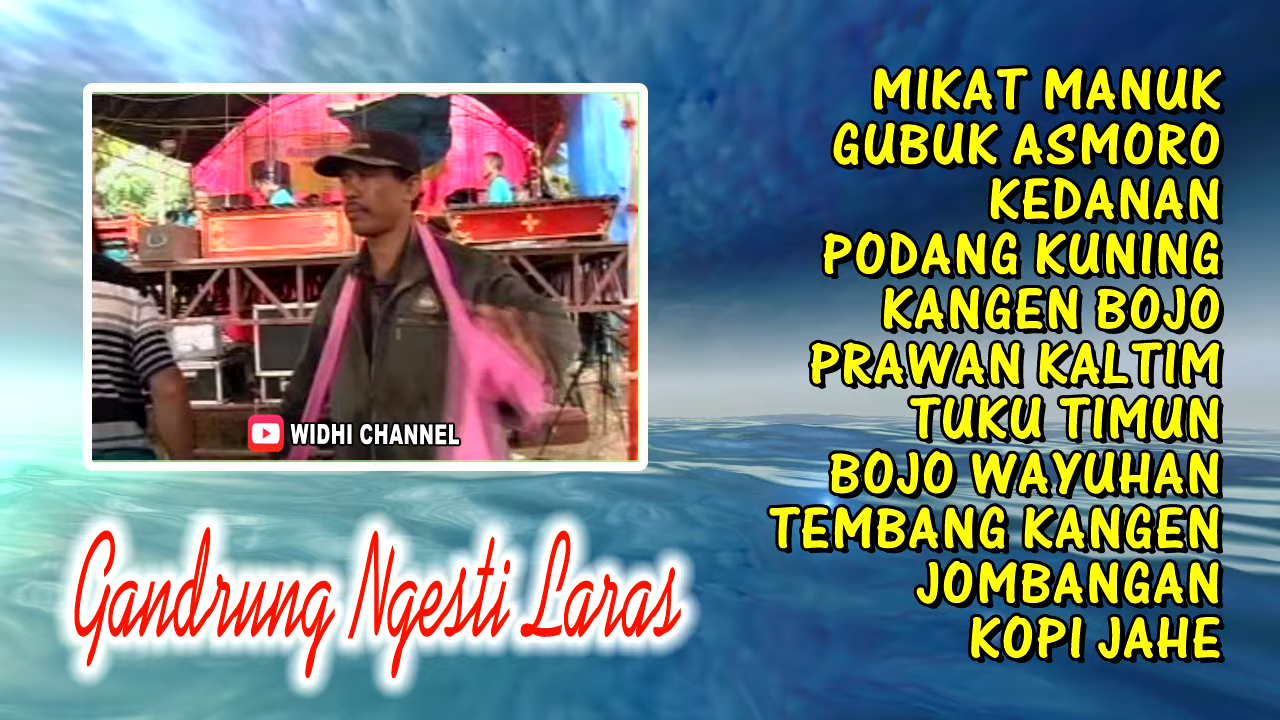 WIDHI CHANNEL
Gandrung Ngesti Laras
MIKAT MANUK
GUBUK ASMORO
KEDANAN
PODANG KUNING
KANGEN BOJO
PRAWAN KALTIM
TUKU TIMUN
BOJO WAYUHAN
TEMBANG KANGEN
JOMBANGAN
KOPI JAHE